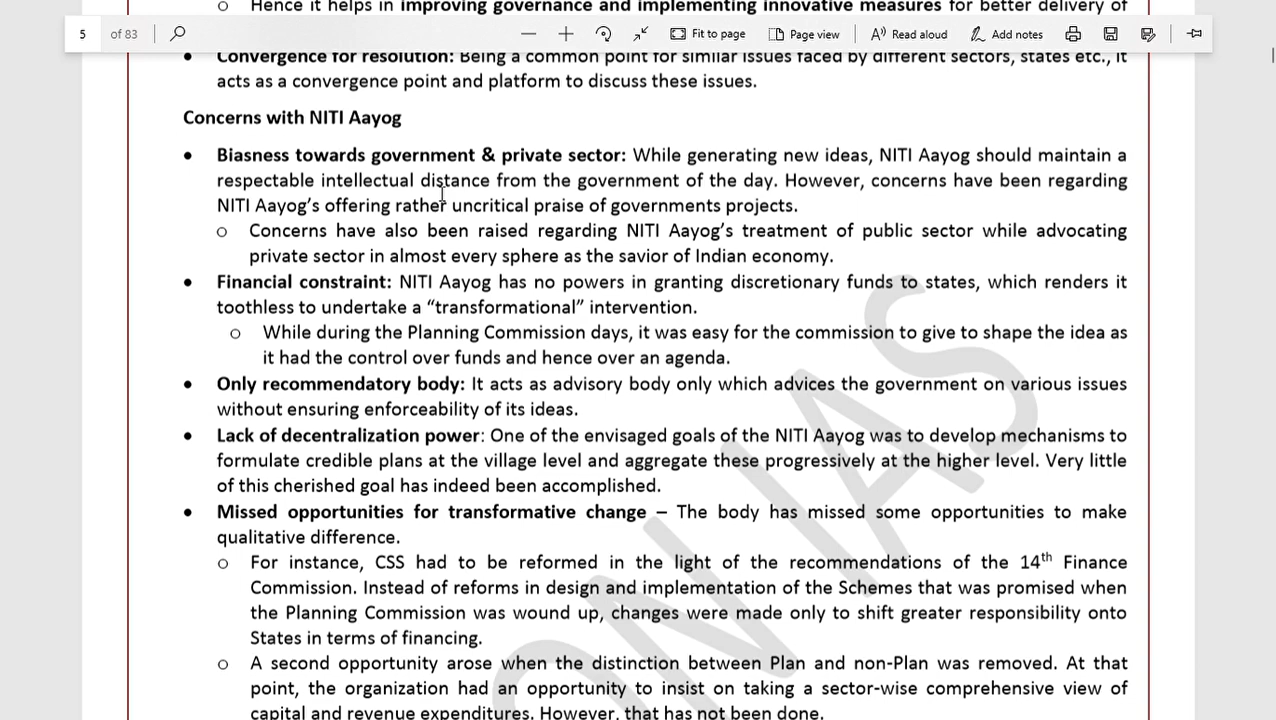 Hence it helps in improving governance and implementing innovative measures for better delivery of
5 of 83 Fit to page Page view Read aloud Add notes
Convergence for resolution: Being a common point for similar issues faced by different sectors, states etc., it
acts as a convergence point and platform to discuss these issues.
Concerns with NITI Aayog
• Biasness towards government & private sector: While generating new ideas, NITI Aayog should maintain a
respectable intellectual distance from the government of the day. However, concerns have been regarding
NITI Aayog's offering rather uncritical praise of governments projects.
o Concerns have also been raised regarding NITI Aayog's treatment of public sector while advocating
private sector in almost every sphere as the savior of Indian economy.
• Financial constraint: NITI Aayog has no powers in granting discretionary funds to states, which renders it
toothless to undertake a "transformational" intervention.
o While during the Planning Commission days, it was easy for the commission to give to shape the idea as
it had the control over funds and hence over an agenda.
• Only recommendatory body: It acts as advisory body only which advices the government on various issues
without ensuring enforceability of its ideas.
• Lack of decentralization power: One of the envisaged goals of the NITI Aayog was to develop mechanisms to
formulate credible plans at the village level and aggregate these progressively at the higher level. Very little
of this cherished goal has indeed been accomplished.
• Missed opportunities for transformative change – The body has missed some opportunities to make
qualitative difference.
o For instance, CSS had to be reformed in the light of the recommendations of the 14th Finance
Commission. Instead of reforms in design and implementation of the Schemes that was promised when
the Planning Commission was wound up, changes were made only to shift greater responsibility onto
States in terms of financing.
o A second opportunity arose when the distinction between Plan and non-Plan was removed. At that
point, the organization had an opportunity to insist on taking a sector-wise comprehensive view of
capital and revenue expenditures. However, that has not been done.
ON IAS